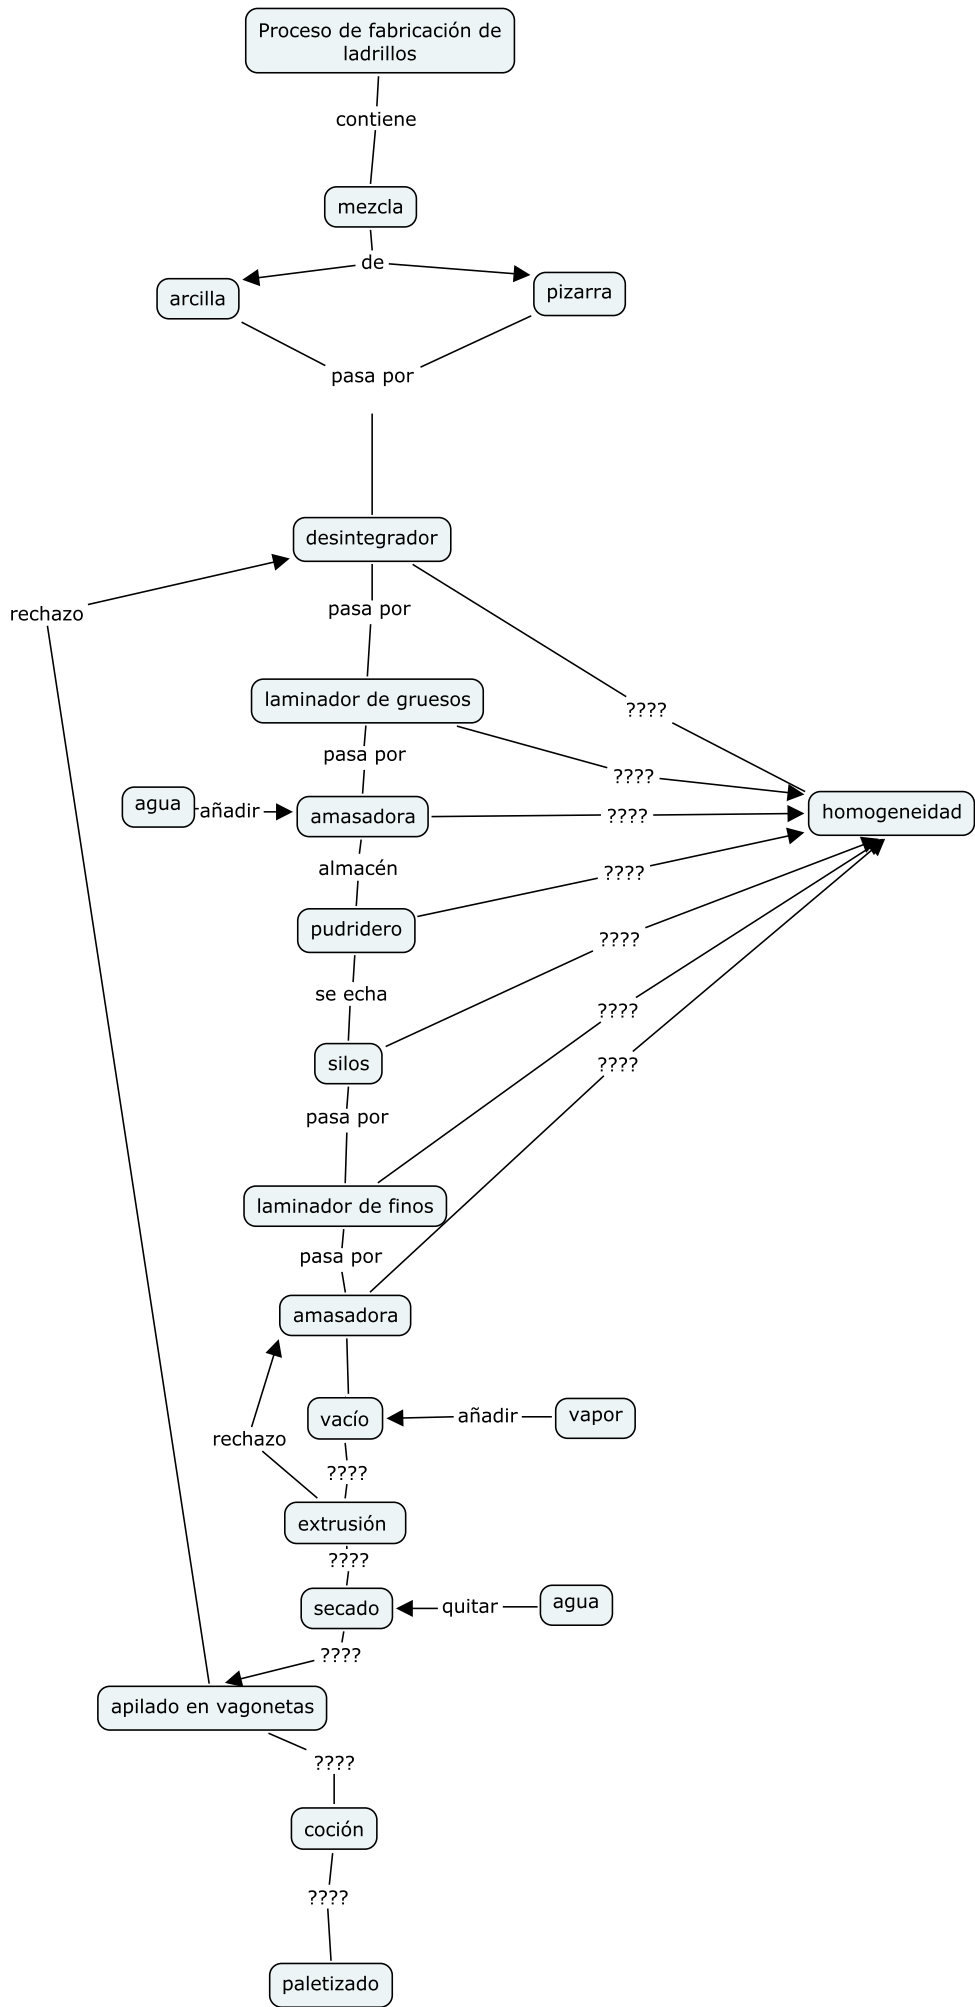 Proceso de fabricación de
ladrillos
contiene
mezcla
de
arcilla
pizarra
pasa por
desintegrador
rechazo
pasa por
laminador de gruesos
????
pasa por
????
agua
añadir
amasadora
????
homogeneidad
almacén
????
pudridero
????
se echa
????
silos
????
pasa por
laminador de finos
pasa por
amasadora
vacío
añadir
vapor
rechazo
????
extrusión
????
secado
quitar
agua
????
apilado en vagonetas
????
coción
????
paletizado